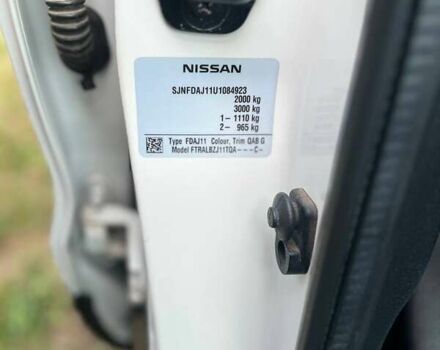 NISSAN
SJNFDAJ11U1084923
2000 kg
3000 kg
1- 1110 kg
2- 965 kg
Type FDAJ11 Colour, Trim QAB G
Model FTRALBZJ11TQA---C-